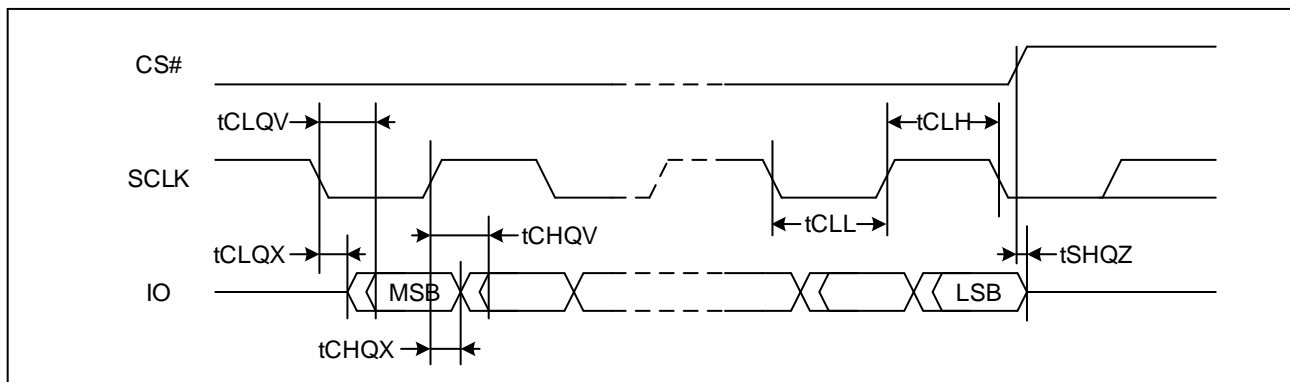 CS#
tCLQV
tCLH
SCLK
tCLL
tCHQV
tCLQX
tSHQZ
IO
MSB
LSB
tCHQX